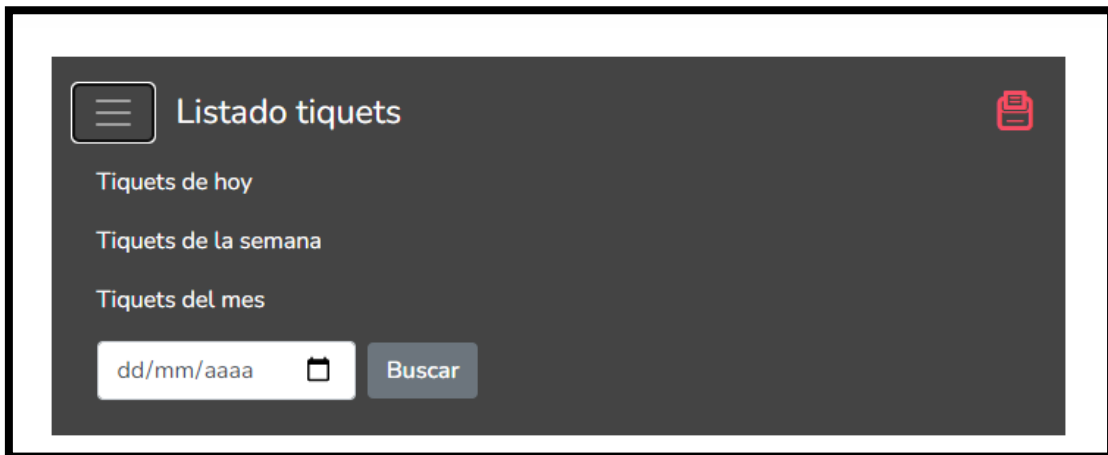 Listado tiquets
Tiquets de hoy
Tiquets de la semana
Tiquets del mes
dd/mm/aaaa Buscar